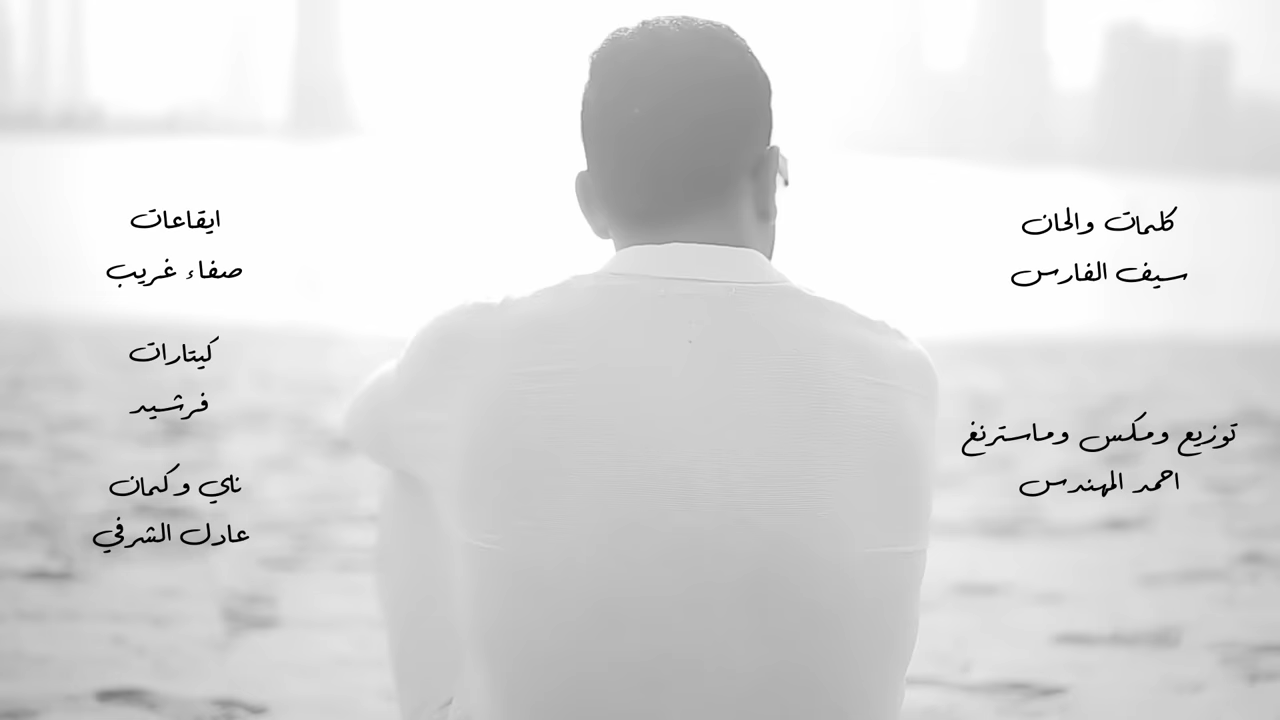 كلمات والحان
سيف الفارس
توزيع ومكس وماسترنغ
احمد المهندس
ايقاعات
صفاء غريب
كيتارات
فرشيد
ناي وكمان
عادل الشرفي